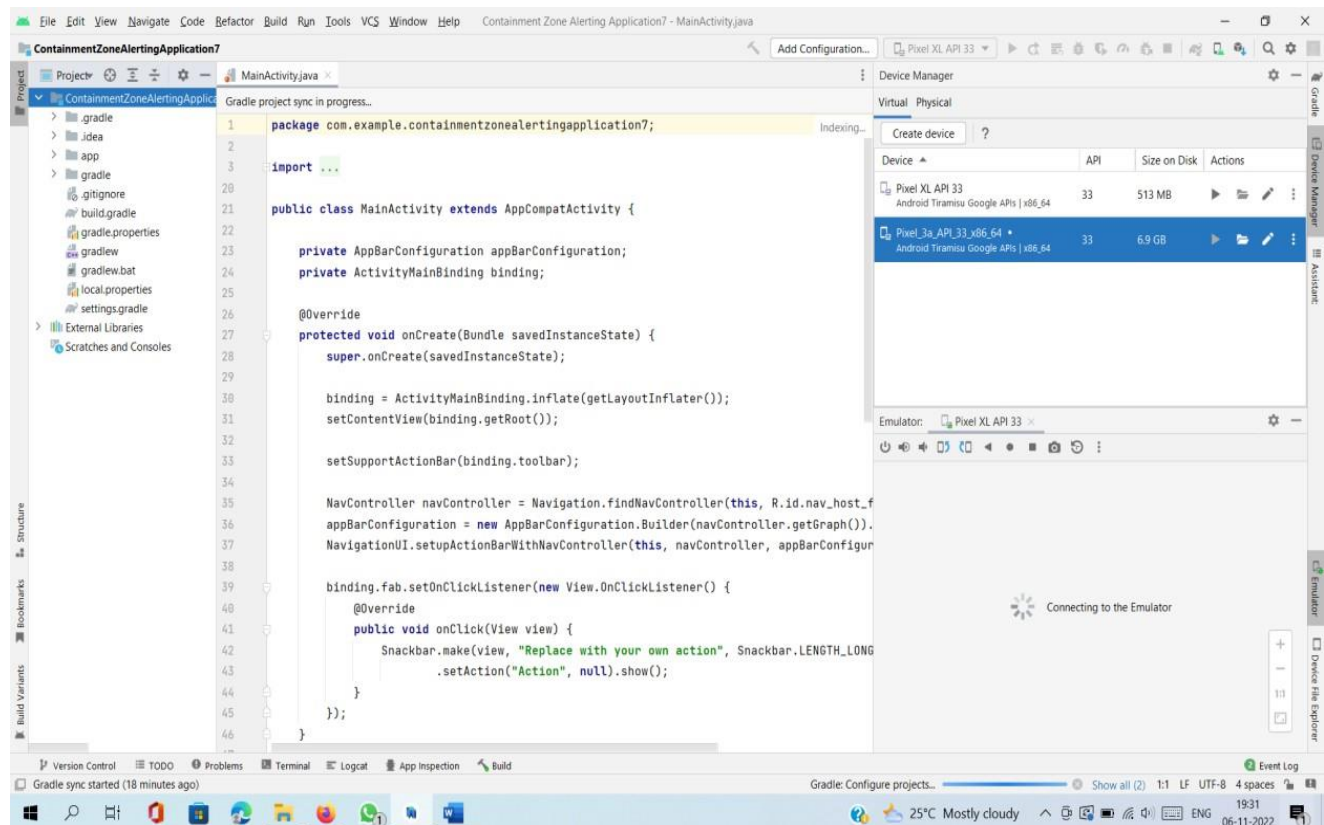 File Edit View Navigate Code Refactor Build Run Tools VCS Window Help Containment Zone Alerting Application7 - MainActivity.java
ContainmentZoneAlertingApplication7
Add Configuration... Pixel XL API 33
Project
MainActivity.java
Device Manager
ContainmentZoneAlertingApplica
.gradle
.idea
app
gradle
.gitignore
build.gradle
gradle.properties
gradlew
gradlew.bat
local.properties
settings.gradle
External Libraries
Scratches and Consoles
Gradle project sync in progress...
Indexing...
1 package com.example.containmentzonealertingapplication7;
2
3 import ...
20
21 public class MainActivity extends AppCompatActivity {
22
23 private AppBarConfiguration appBarConfiguration;
24 private ActivityMainBinding binding;
25
26 @Override
27 protected void onCreate(Bundle savedInstanceState) {
28 super.onCreate(savedInstanceState);
29
30 binding = ActivityMainBinding.inflate(getLayoutInflater());
31 setContentView(binding.getRoot());
32
33 setSupportActionBar(binding.toolbar);
34
35 NavController navController = Navigation.findNavController(this, R.id.nav_host_f
36 appBarConfiguration = new AppBarConfiguration.Builder(navController.getGraph()).
37 NavigationUI.setupActionBarWithNavController(this, navController, appBarConfigur
38
39 binding.fab.setOnClickListener(new View.OnClickListener() {
40 @Override
41 public void onClick(View view) {
42 Snackbar.make(view, "Replace with your own action", Snackbar.LENGTH_LONG
43 .setAction("Action", null).show();
44 }
45 });
46 }
Virtual Physical
Create device ?
Device API Size on Disk Actions
Pixel XL API 33 33 513 MB
Android Tiramisu Google APIs | x86_64
Pixel_3a_API_33_x86_64 • 33 6.9 GB
Android Tiramisu Google APIs | x86_64
Emulator: Pixel XL API 33
Connecting to the Emulator
1:1
Project
Structure
Bookmarks
Build Variants
Gradle
Device Manager
Assistant:
Emulator
Device File Explorer
Version Control TODO Problems Terminal Logcat App Inspection Build Event Log
Gradle sync started (18 minutes ago) Gradle: Configure projects... Show all (2) 1:1 LF UTF-8 4 spaces
25°C Mostly cloudy ENG 19:31
06-11-2022